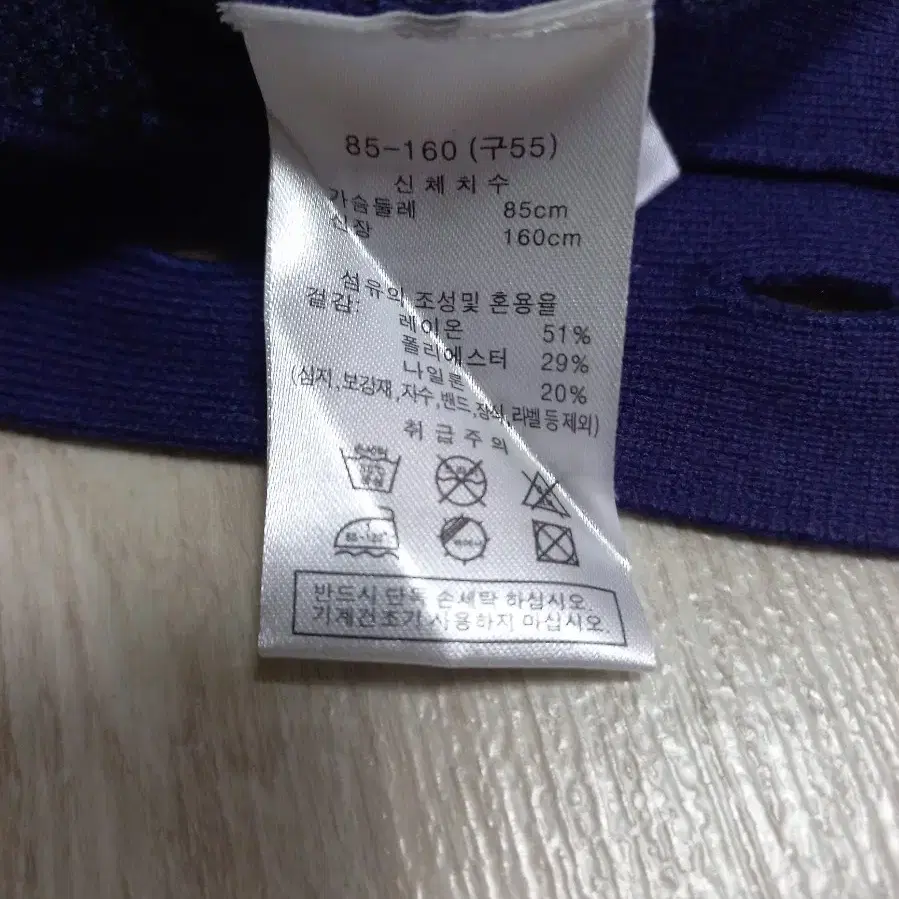 85-160 (구55)
신체치수
가슴둘레 85cm
신장 160cm
섬유의 조성및 혼용율
겉감:
레이온 51%
폴리에스터 29%
나일론 20%
(심지,보강재,자수,밴드,장식,라벨등제외)
취급주의
반드시 단독 손세탁 하십시오.
기계건조기 사용하지 마십시오.